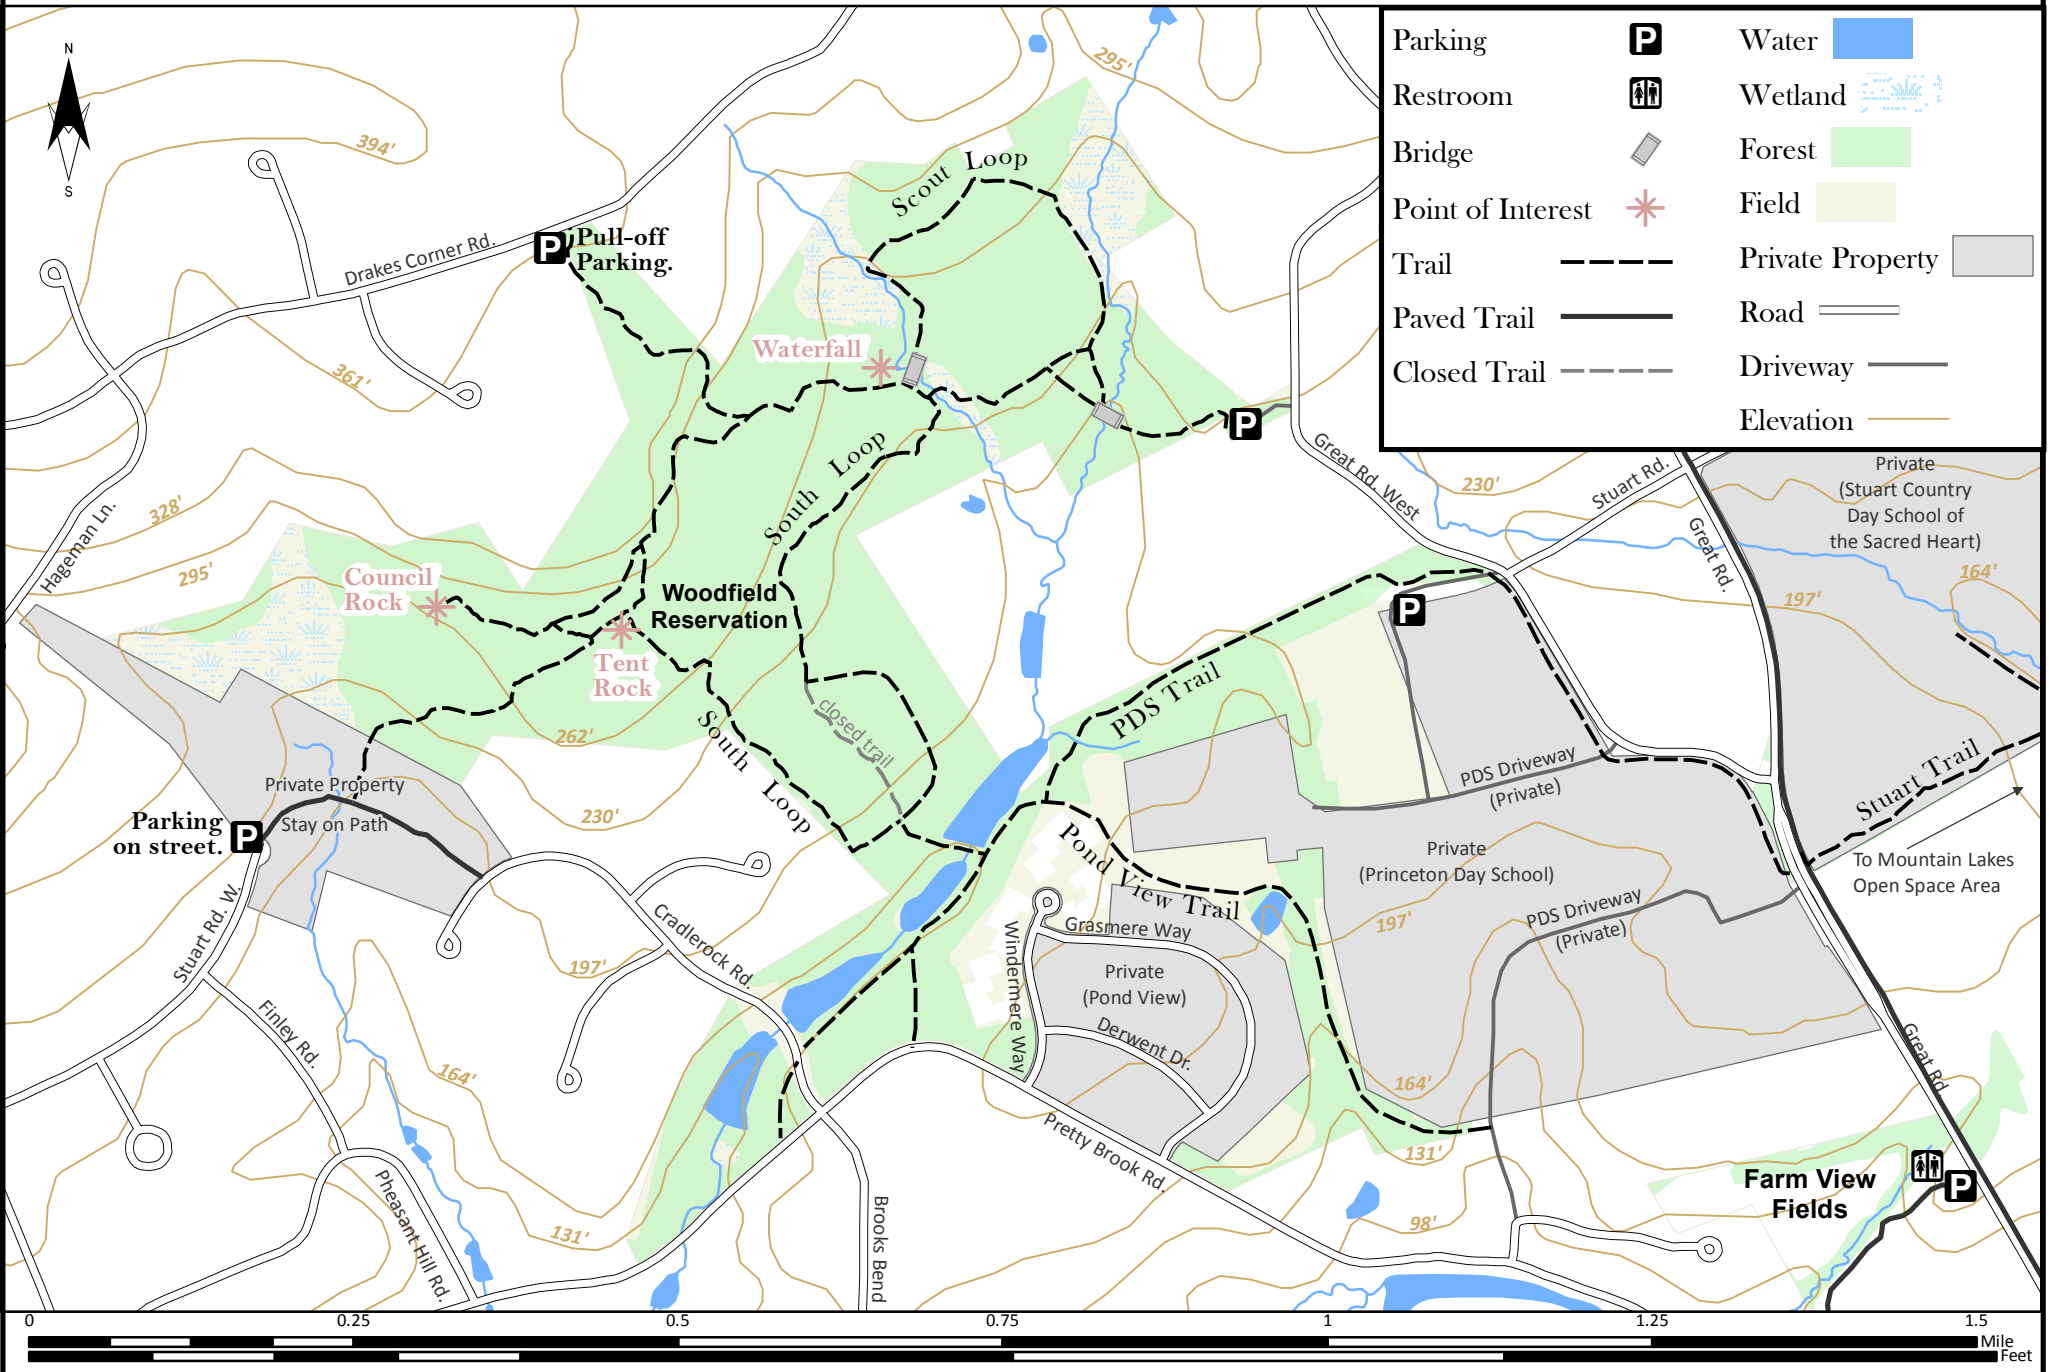 N
S
Parking
P
Restroom
Bridge
Point of Interest
Trail
Paved Trail
Closed Trail
Water
Wetland
Forest
Field
Private Property
Road
Driveway
Elevation
295'
394'
Scout Loop
P
Pull-off
Parking.
Drakes Corner Rd.
Waterfall
361'
P
Great Rd. West
South Loop
328'
Hageman Ln.
295'
230'
Stuart Rd.
Great Rd.
Private
(Stuart Country
Day School of
the Sacred Heart)
164'
197'
Council
Rock
Woodfield
Reservation
Tent
Rock
P
PDS Trail
closed trail
South Loop
262'
230'
Private Property
Stay on Path
Parking
on street.
P
PDS Driveway
(Private)
Stuart Trail
Pond View Trail
Private
(Princeton Day School)
To Mountain Lakes
Open Space Area
PDS Driveway
(Private)
197'
Stuart Rd. W.
Cradlerock Rd.
197'
Windermere Way
Grasmere Way
Private
(Pond View)
Derwent Dr.
Finley Rd.
164'
164'
Great Rd.
Pretty Brook Rd.
131'
Pheasant Hill Rd.
131'
Brooks Bend
98'
Farm View
Fields
P
0
0.25
0.5
0.75
1
1.25
1.5
Mile
Feet